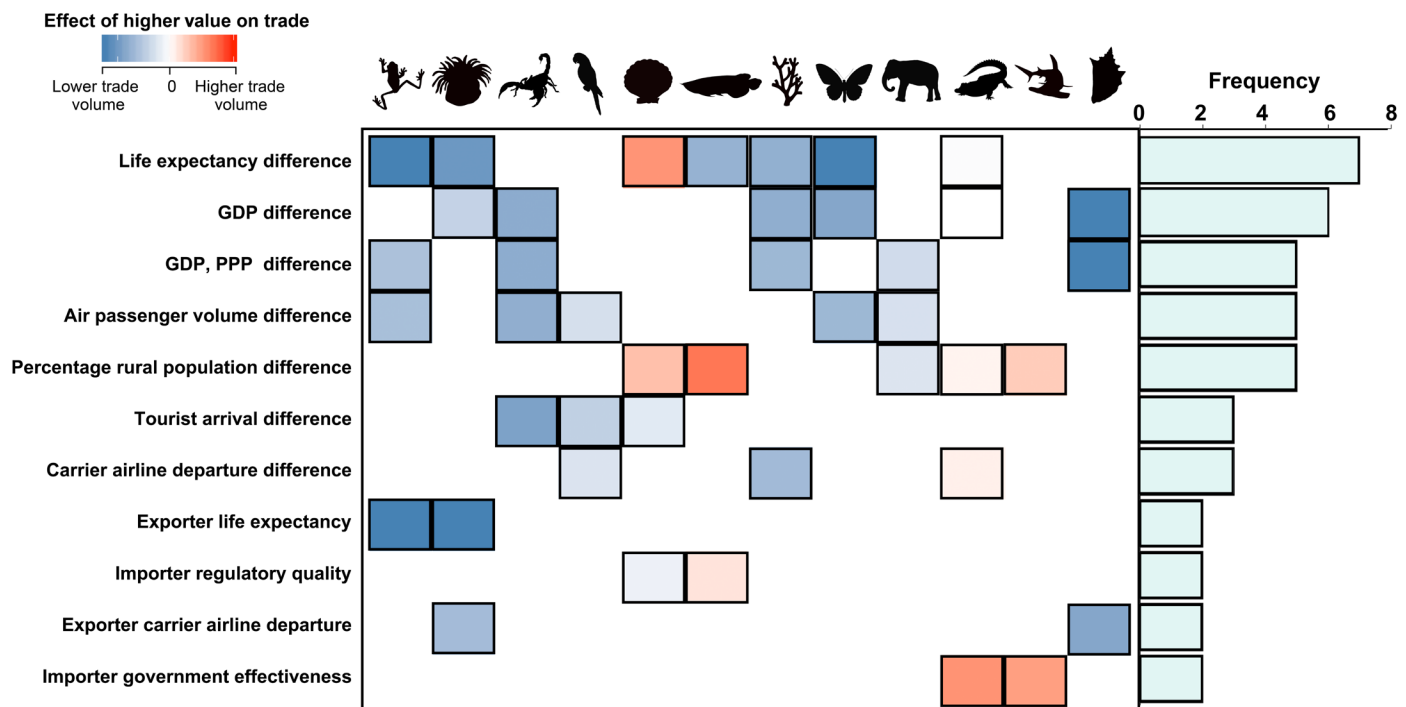 Effect of higher value on trade
Lower trade volume 0 Higher trade volume
Frequency
0 2 4 6 8
Life expectancy difference
GDP difference
GDP, PPP difference
Air passenger volume difference
Percentage rural population difference
Tourist arrival difference
Carrier airline departure difference
Exporter life expectancy
Importer regulatory quality
Exporter carrier airline departure
Importer government effectiveness